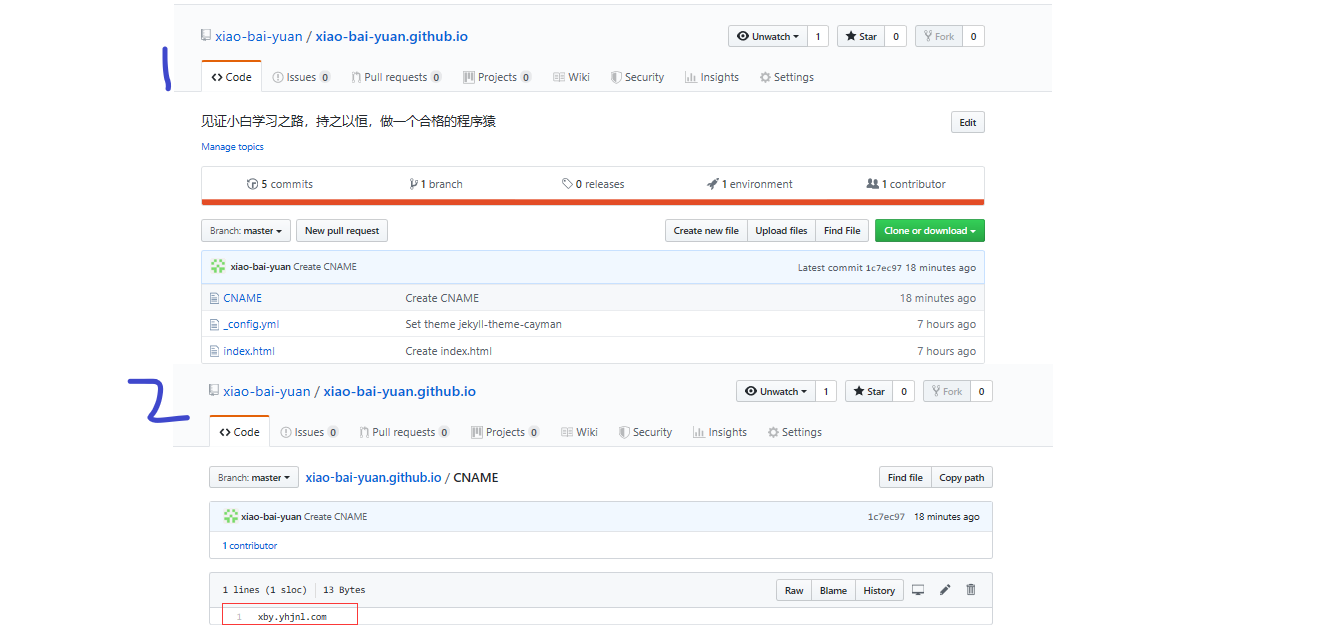 xiao-bai-yuan / xiao-bai-yuan.github.io Unwatch 1 Star 0 Fork 0
1
Code Issues 0 Pull requests 0 Projects 0 Wiki Security Insights Settings
见证小白学习之路，持之以恒，做一个合格的程序猿 Edit
Manage topics
5 commits 1 branch 0 releases 1 environment 1 contributor
Branch: master New pull request Create new file Upload files Find File Clone or download
xiao-bai-yuan Create CNAME Latest commit 1c7ec97 18 minutes ago
CNAME Create CNAME 18 minutes ago
_config.yml Set theme jekyll-theme-cayman 7 hours ago
index.html Create index.html 7 hours ago
2
xiao-bai-yuan / xiao-bai-yuan.github.io Unwatch 1 Star 0 Fork 0
Code Issues 0 Pull requests 0 Projects 0 Wiki Security Insights Settings
Branch: master xiao-bai-yuan.github.io / CNAME Find file Copy path
xiao-bai-yuan Create CNAME 1c7ec97 18 minutes ago
1 contributor
1 lines (1 sloc) 13 Bytes Raw Blame History
1 xby.yhjnl.com